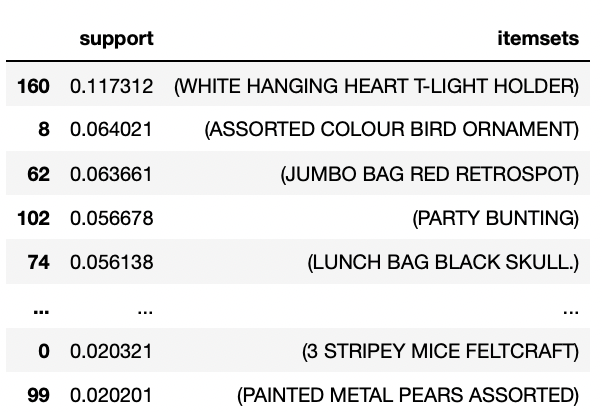 support itemsets
160 0.117312 (WHITE HANGING HEART T-LIGHT HOLDER)
8 0.064021 (ASSORTED COLOUR BIRD ORNAMENT)
62 0.063661 (JUMBO BAG RED RETROSPOT)
102 0.056678 (PARTY BUNTING)
74 0.056138 (LUNCH BAG BLACK SKULL.)
... ... ...
0 0.020321 (3 STRIPEY MICE FELTCRAFT)
99 0.020201 (PAINTED METAL PEARS ASSORTED)